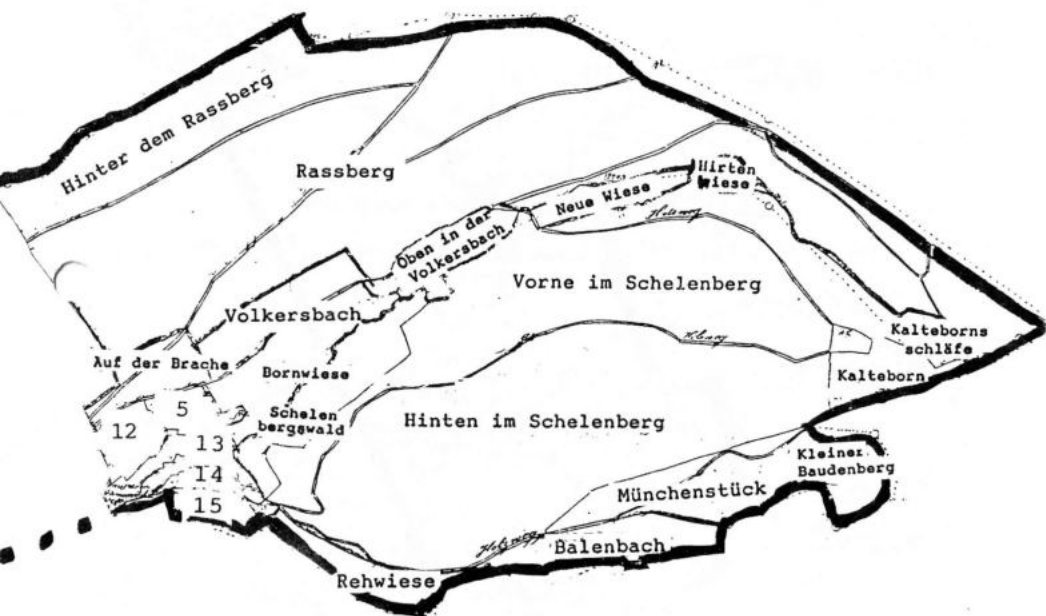 Hinter dem Rassberg
Rassberg
Hirten
Wiese
Neue Wiese
Holzweg
Oben in der
Volkersbach
Vorne im Schelenberg
Volkersbach
Kalteborns
schläfe
Auf der Brache
Bornwiese
Kalteborn
5
Schelen
bergswald
Hinten im Schelenberg
12
13
Kleiner
Baudenberg
14
Münchenstück
15
Holzweg
Balenbach
Rehwiese